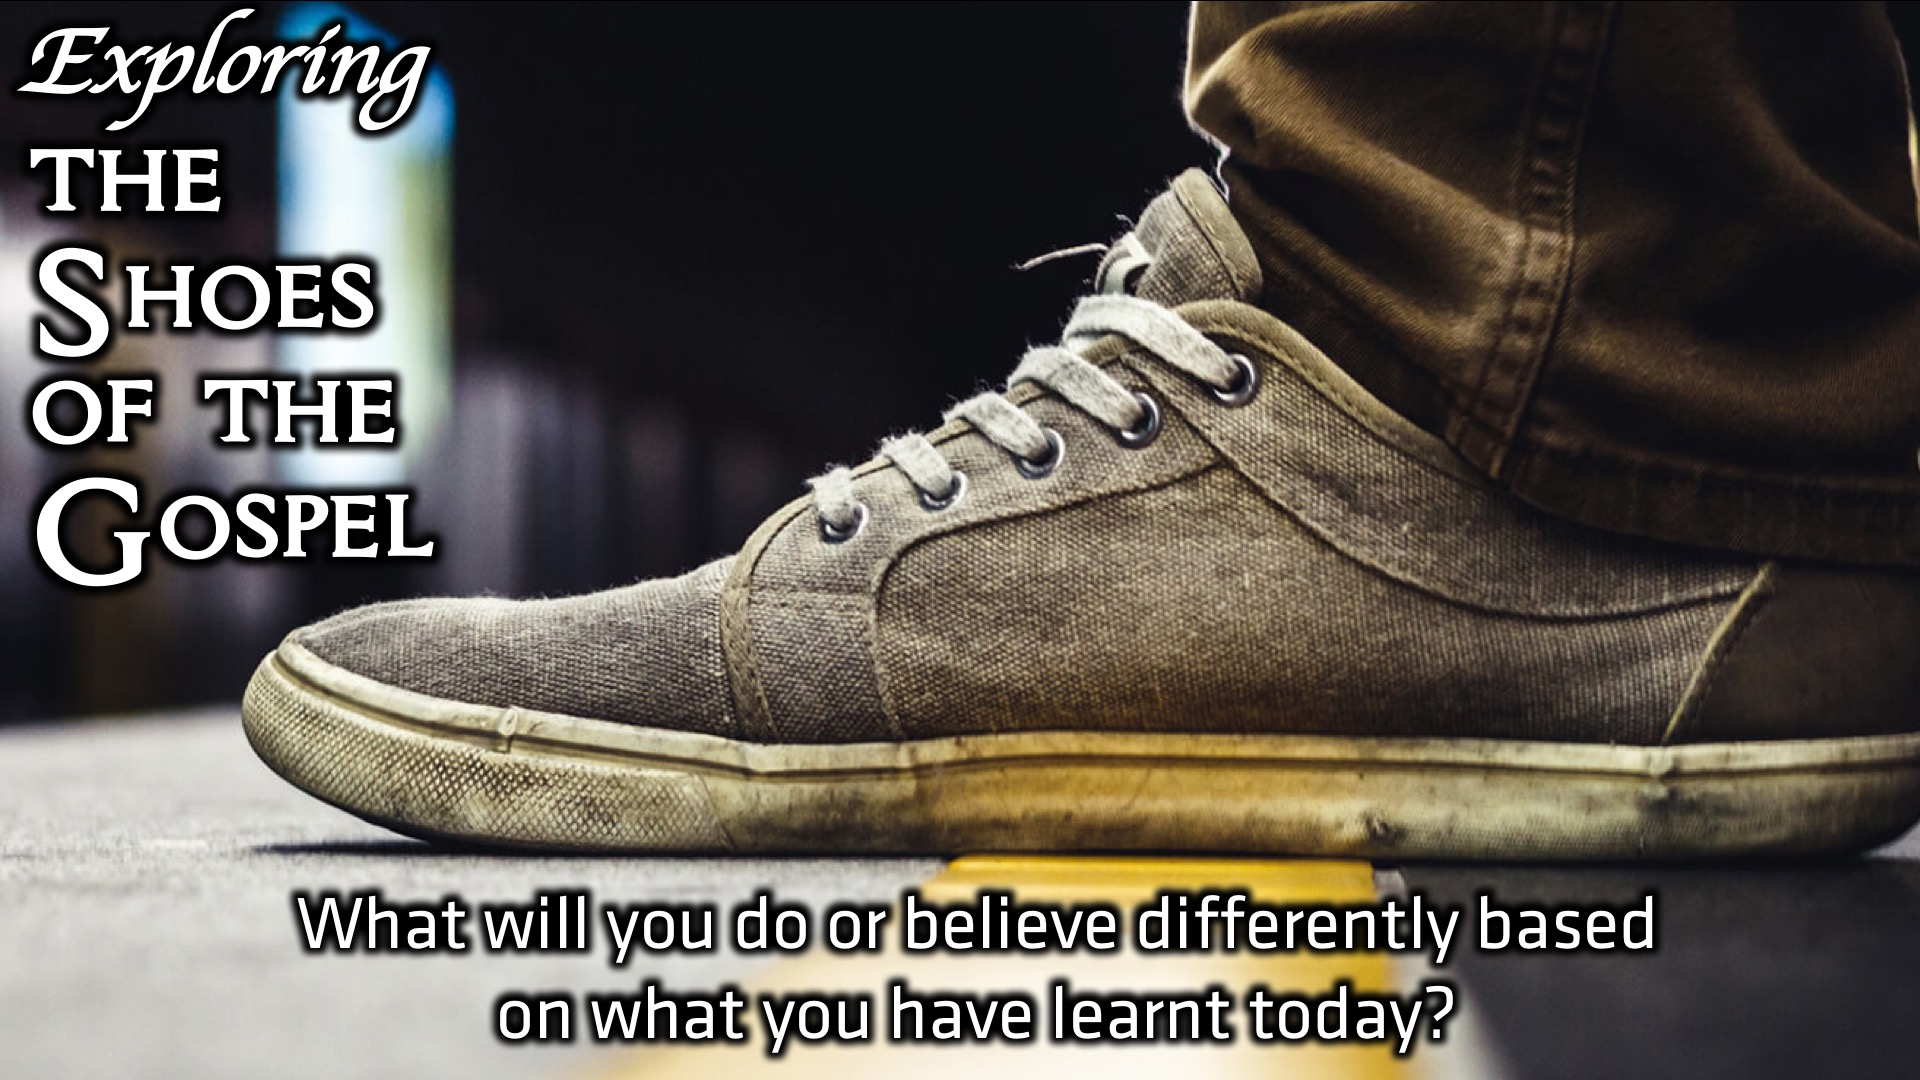 Exploring
THE
SHOES
OF THE
GOSPEL
What will you do or believe differently based
on what you have learnt today?